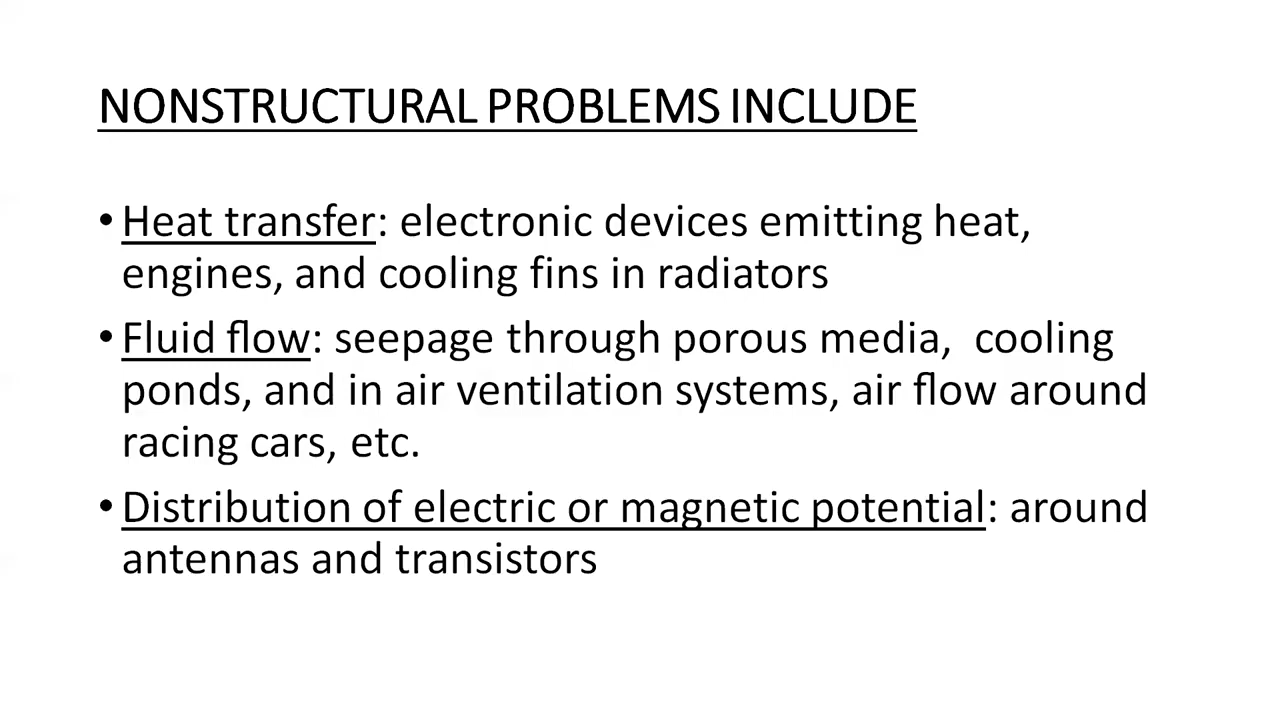 NONSTRUCTURAL PROBLEMS INCLUDE
• Heat transfer: electronic devices emitting heat,
engines, and cooling fins in radiators
• Fluid flow: seepage through porous media,  cooling
ponds, and in air ventilation systems, air flow around
racing cars, etc.
• Distribution of electric or magnetic potential: around
antennas and transistors